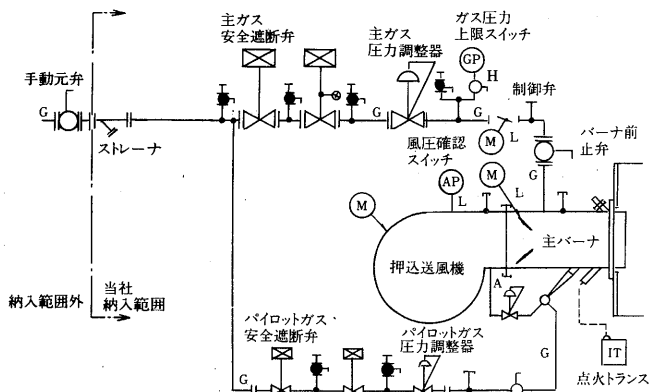 主ガス
安全遮断弁
主ガス
圧力調整器
ガス圧力
上限スイッチ
GP
H
手動元弁
G
ストレーナ
G
G
制御弁
M
L
風圧確認
スイッチ
バーナ前
止弁
AP
L
M
L
G
M
押込送風機
主バーナ
A
納入範囲外
当社
納入範囲
パイロットガス
安全遮断弁
パイロットガス
圧力調整器
G
G
IT
点火トランス